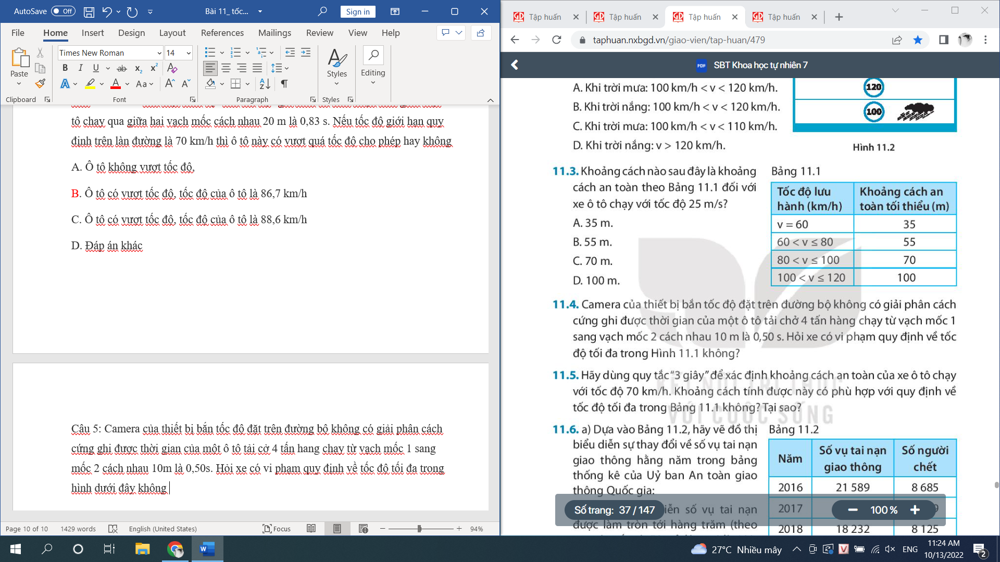 AutoSave Off
Bài 11_ tốc...
Sign in
File Home Insert Design Layout References Mailings Review View Help
Times New Roman 14
Paste
Styles
Editing
Clipboard Font Paragraph Styles
tô chạy qua giữa hai vạch mốc cách nhau 20 m là 0,83 s. Nếu tốc độ giới hạn quy
định trên làn đường là 70 km/h thì ô tô này có vượt quá tốc độ cho phép hay không
A. Ô tô không vượt tốc độ,
B. Ô tô có vượt tốc độ, tốc độ của ô tô là 86,7 km/h
C. Ô tô có vượt tốc độ, tốc độ của ô tô là 88,6 km/h
D. Đáp án khác
Câu 5: Camera của thiết bị bắn tốc độ đặt trên đường bộ không có giải phân cách
cứng ghi được thời gian của một ô tô tải cở 4 tấn hang chạy từ vạch mốc 1 sang
mốc 2 cách nhau 10m là 0,50s. Hỏi xe có vi phạm quy định về tốc độ tối đa trong
hình dưới đây không
Page 10 of 10 1429 words English (United States) Focus 94%
Tập huấn Tập huấn Tập huấn Tập huấn
taphuan.nxbgd.vn/giao-vien/tap-huan/479
PDF SBT Khoa học tự nhiên 7
A. Khi trời mưa: 100 km/h < v < 120 km/h.
B. Khi trời nắng: 100 km/h < v < 120 km/h.
C. Khi trời mưa: 100 km/h < v < 110 km/h.
D. Khi trời nắng: v > 120 km/h.
120
100
Hình 11.2
11.3. Khoảng cách nào sau đây là khoảng
cách an toàn theo Bảng 11.1 đối với
xe ô tô chạy với tốc độ 25 m/s?
A. 35 m.
B. 55 m.
C. 70 m.
D. 100 m.
Bảng 11.1
Tốc độ lưu hành (km/h) Khoảng cách an toàn tối thiểu (m)
v = 60 35
60 < v ≤ 80 55
80 < v ≤ 100 70
100 < v ≤ 120 100
11.4. Camera của thiết bị bắn tốc độ đặt trên đường bộ không có giải phân cách
cứng ghi được thời gian của một ô tô tải chở 4 tấn hàng chạy từ vạch mốc 1
sang vạch mốc 2 cách nhau 10 m là 0,50 s. Hỏi xe có vi phạm quy định về tốc
độ tối đa trong Hình 11.1 không?
11.5. Hãy dùng quy tắc "3 giây" để xác định khoảng cách an toàn của xe ô tô chạy
với tốc độ 70 km/h. Khoảng cách tính được này có phù hợp với quy định về
tốc độ tối đa trong Bảng 11.1 không? Tại sao?
KẾT NỐI TRI THỨC
VỚI CUỘC SỐNG
11.6. a) Dựa vào Bảng 11.2, hãy vẽ đồ thị
biểu diễn sự thay đổi về số vụ tai nạn
giao thông hằng năm trong bảng
thống kê của Uỷ ban An toàn giao
thông Quốc gia:
iễn số vụ tai nạn
được làm tròn tới hàng trăm (theo
Bảng 11.2
Năm Số vụ tai nạn giao thông Số người chết
2016 21 589 8 685
2017
2018 18 232 8 125
Số trang: 37 / 147
100 %
27°C Nhiều mây
ENG
11:24 AM
10/13/2022
2